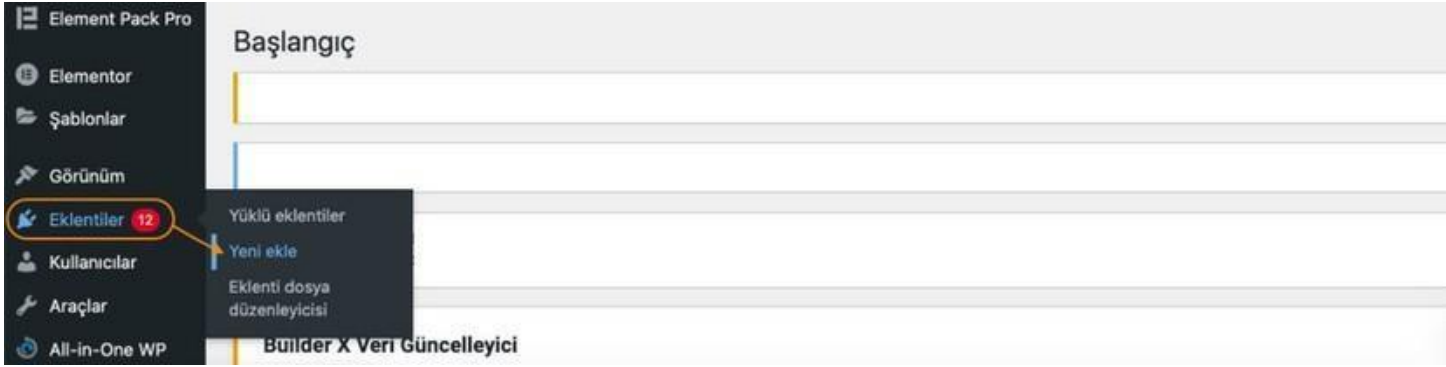 Element Pack Pro
Başlangıç
Elementor
Şablonlar
Görünüm
Eklentiler 12
Yüklü eklentiler
Yeni ekle
Kullanıcılar
Eklenti dosya
düzenleyicisi
Araçlar
All-in-One WP
Builder X Veri Güncelleyici